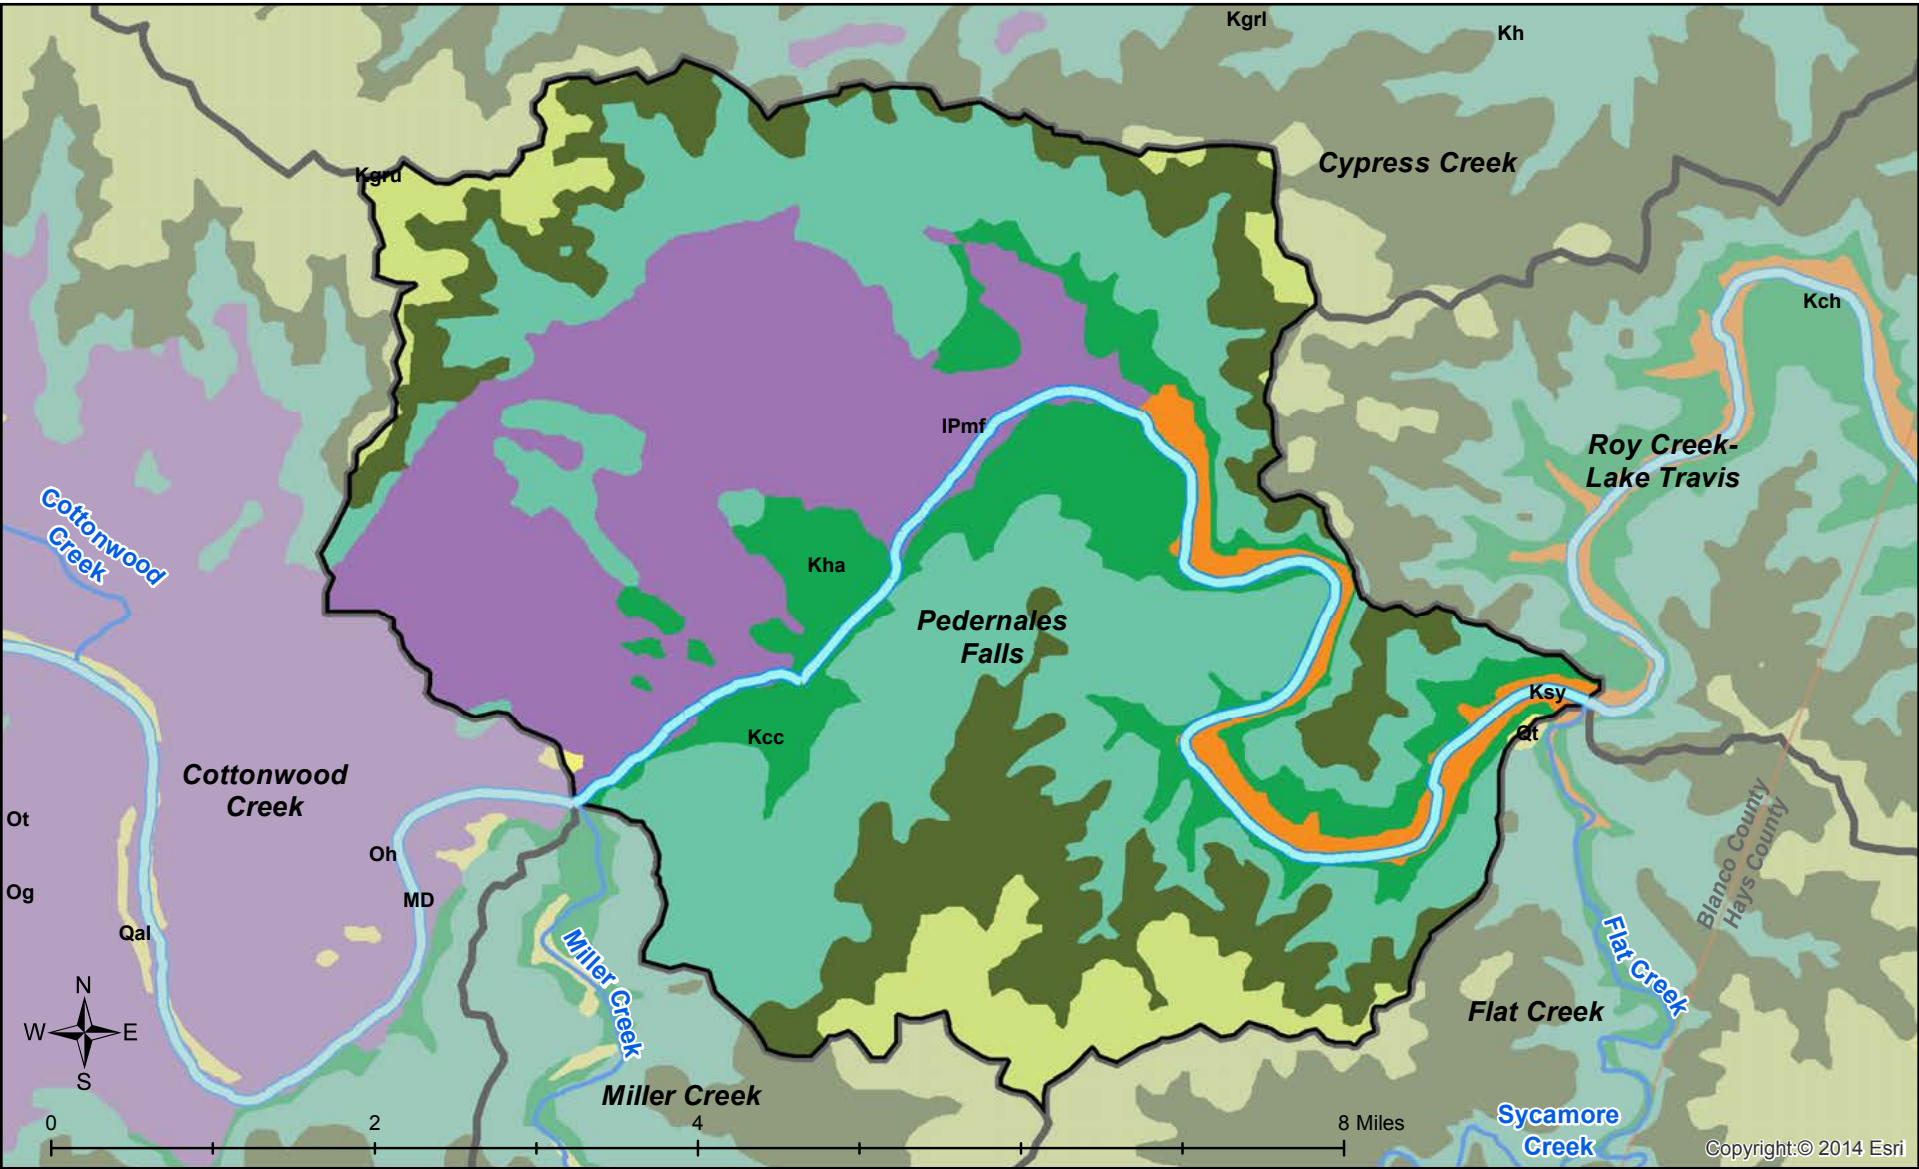 Kgrl
Kh
Cypress Creek
Kgru
Kch
IPmf
Roy Creek-
Lake Travis
Cottonwood
Creek
Kha
Pedernales
Falls
Ksy
Qt
Kcc
Cottonwood
Creek
Ot
Oh
Og
MD
Qal
Blanco County
Hays County
Miller Creek
Flat Creek
Flat Creek
N
W
E
S
Miller Creek
Sycamore
Creek
0
2
4
8 Miles
Copyright:© 2014 Esri